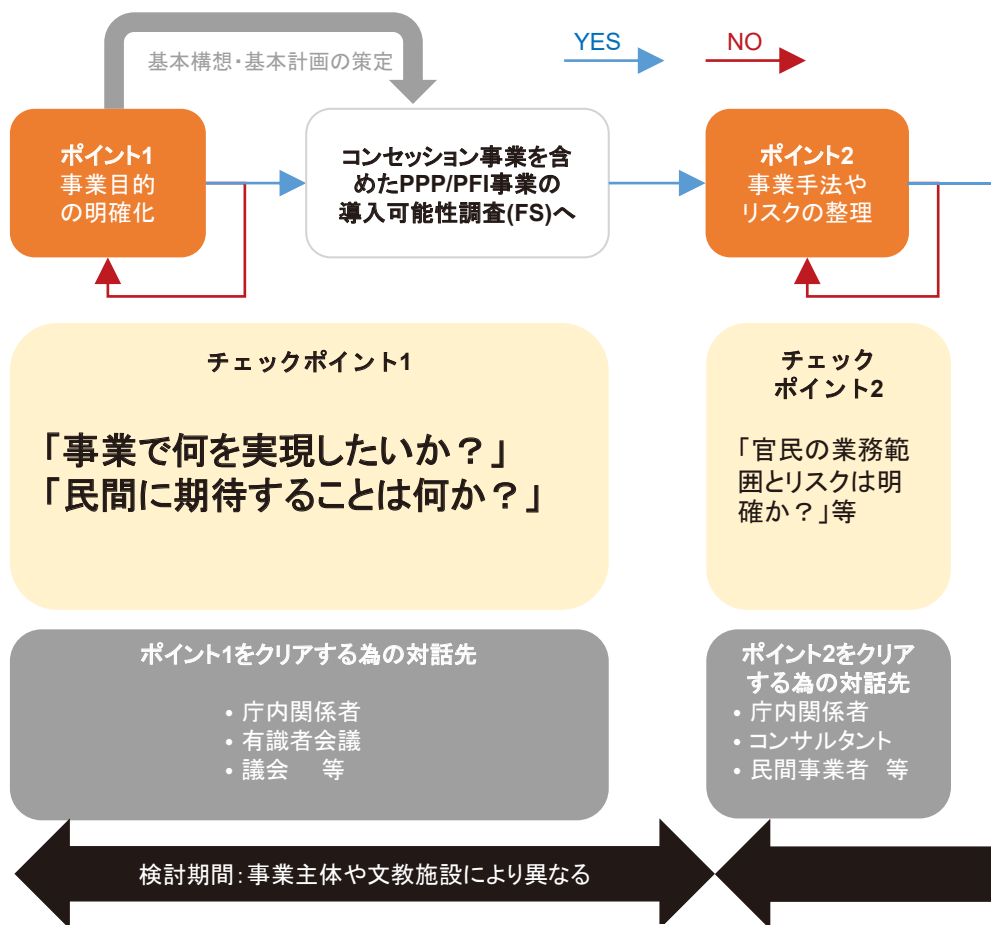 基本構想・基本計画の策定
YES
NO
ポイント1
事業目的
の明確化
コンセッション事業を含
めたPPP/PFI事業の
導入可能性調査(FS)へ
ポイント2
事業手法や
リスクの整理
チェックポイント1
「事業で何を実現したいか？」
「民間に期待することは何か？」
チェック
ポイント2
「官民の業務範
囲とリスクは明
確か？」等
ポイント1をクリアする為の対話先
• 庁内関係者
• 有識者会議
• 議会　等
ポイント2をクリア
する為の対話先
• 庁内関係者
• コンサルタント
• 民間事業者 等
検討期間：事業主体や文教施設により異なる